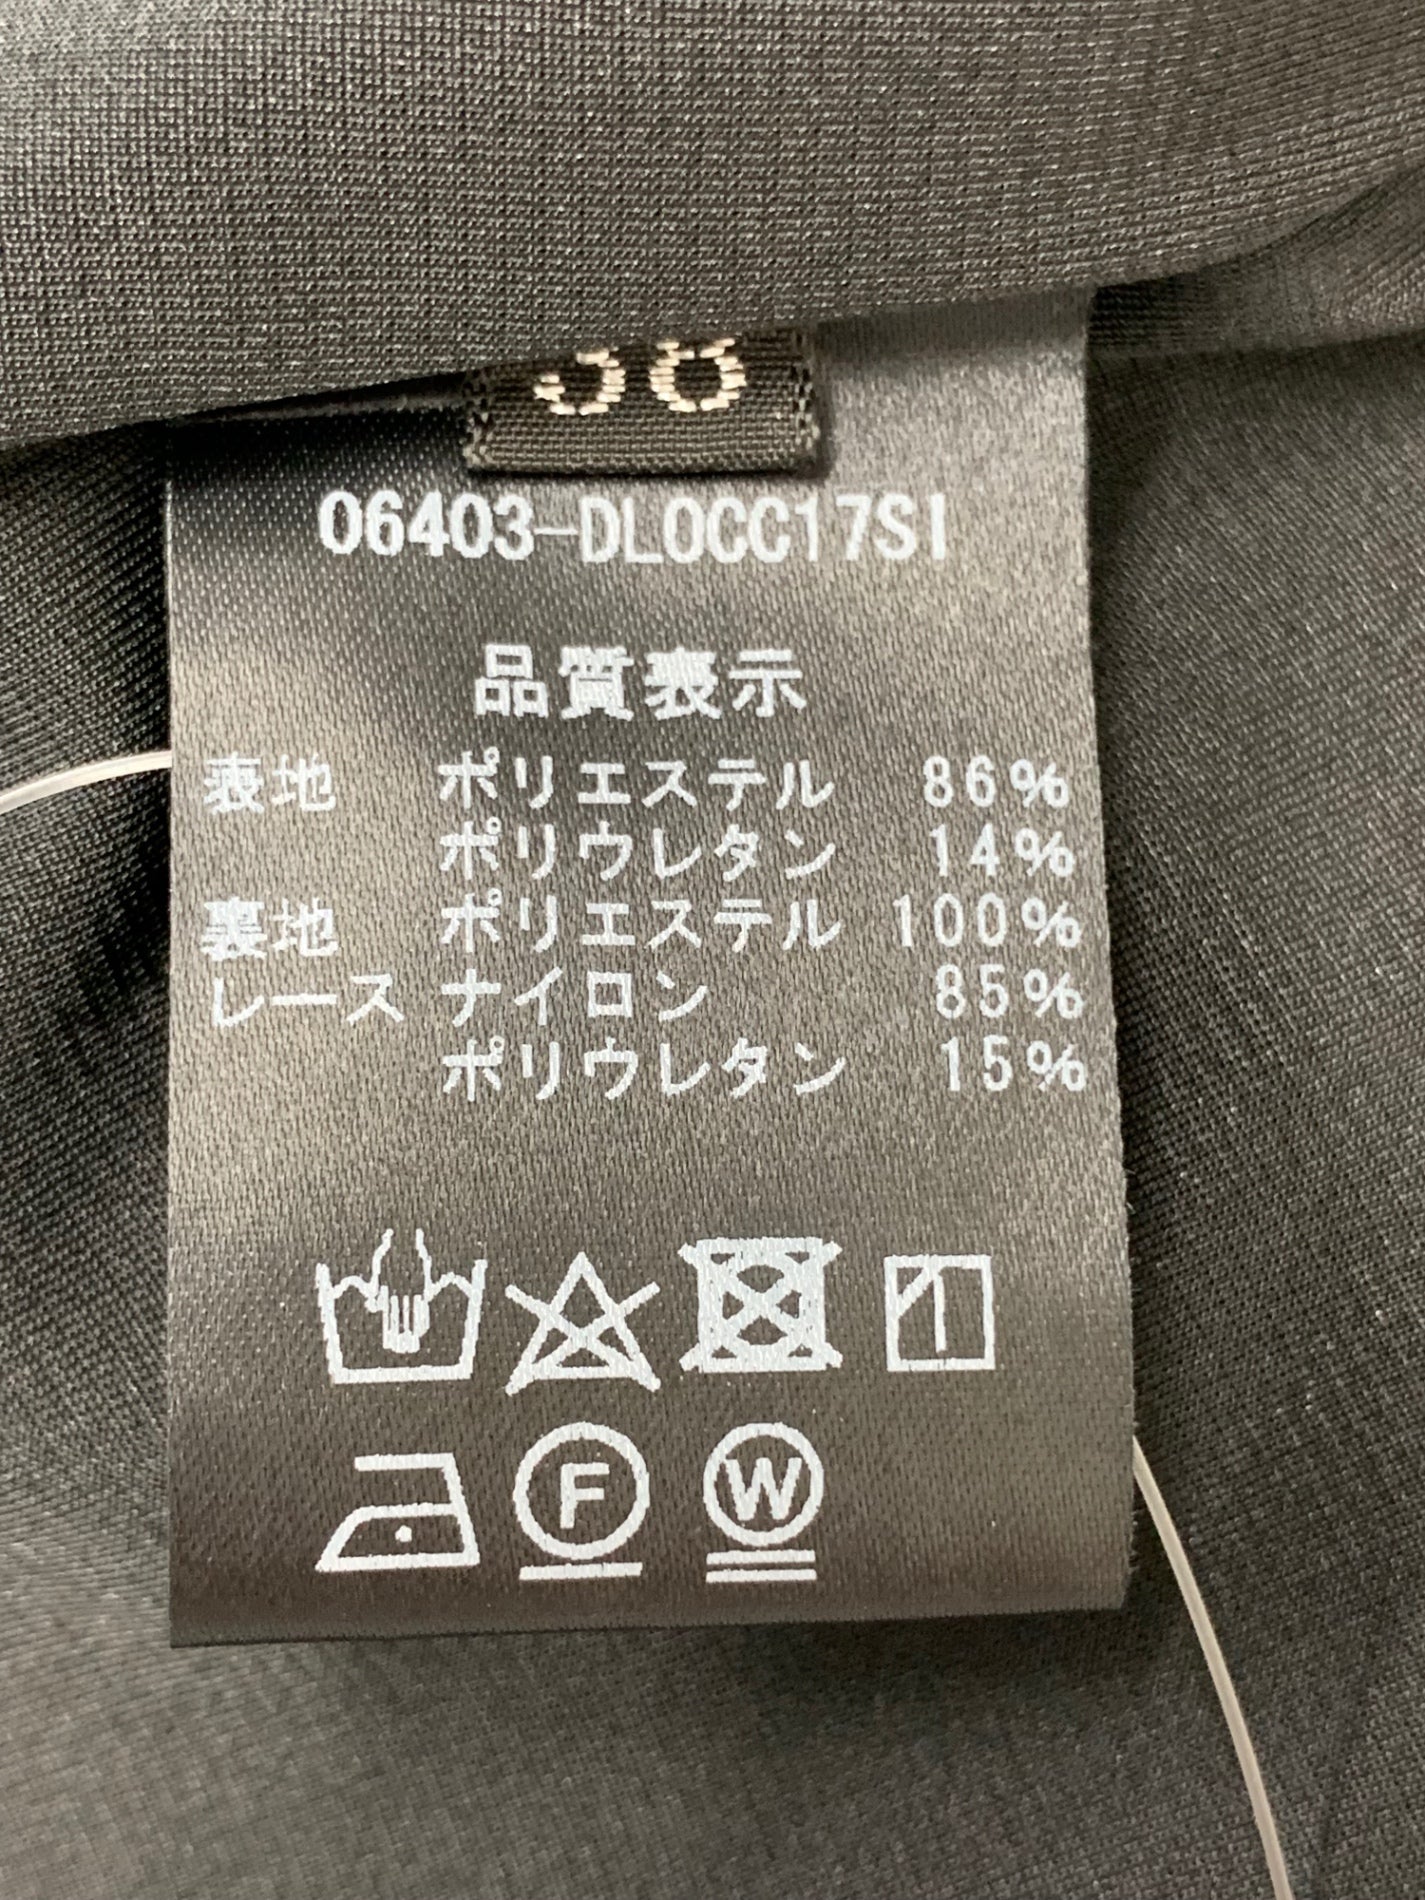 38
06403-DL0CC17SI
品質表示
表地 ポリエステル 86%
ポリウレタン 14%
裏地 ポリエステル 100%
レース ナイロン 85%
ポリウレタン 15%
F W